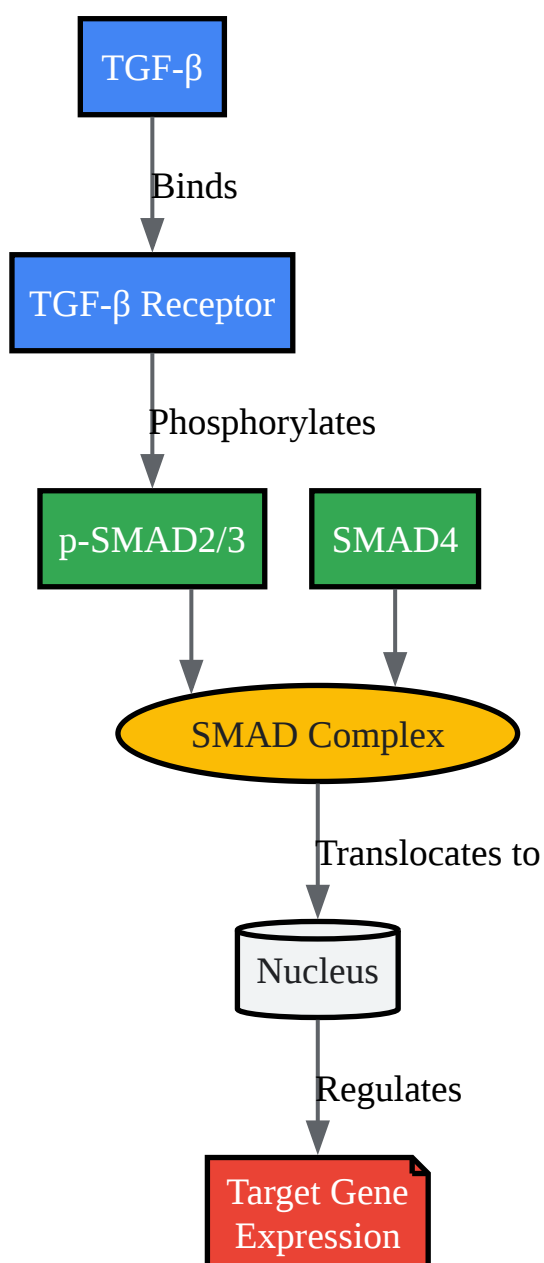 TGF-β
Binds
TGF-β Receptor
Phosphorylates
p-SMAD2/3
SMAD4
SMAD Complex
Translocates to
Nucleus
Regulates
Target Gene
Expression